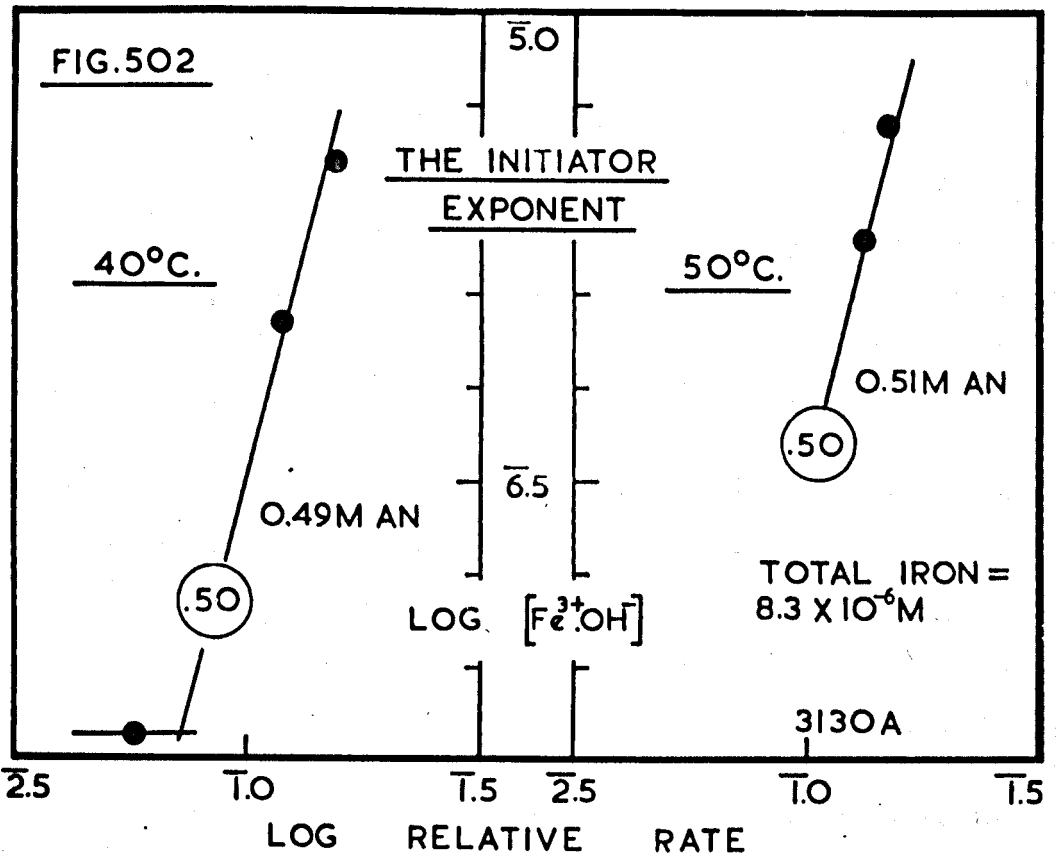 FIG.502
5̅.0
THE INITIATOR
EXPONENT
40°C.
50°C.
0.51M AN
.50
6̅.5
0.49M AN
.50
TOTAL IRON =
8.3 X 10⁻⁶M
LOG [Fe³⁺.OH⁻]
3130A
2̅.5 1̅.0 1̅.5 2̅.5 1̅.0 1̅.5
LOG RELATIVE RATE